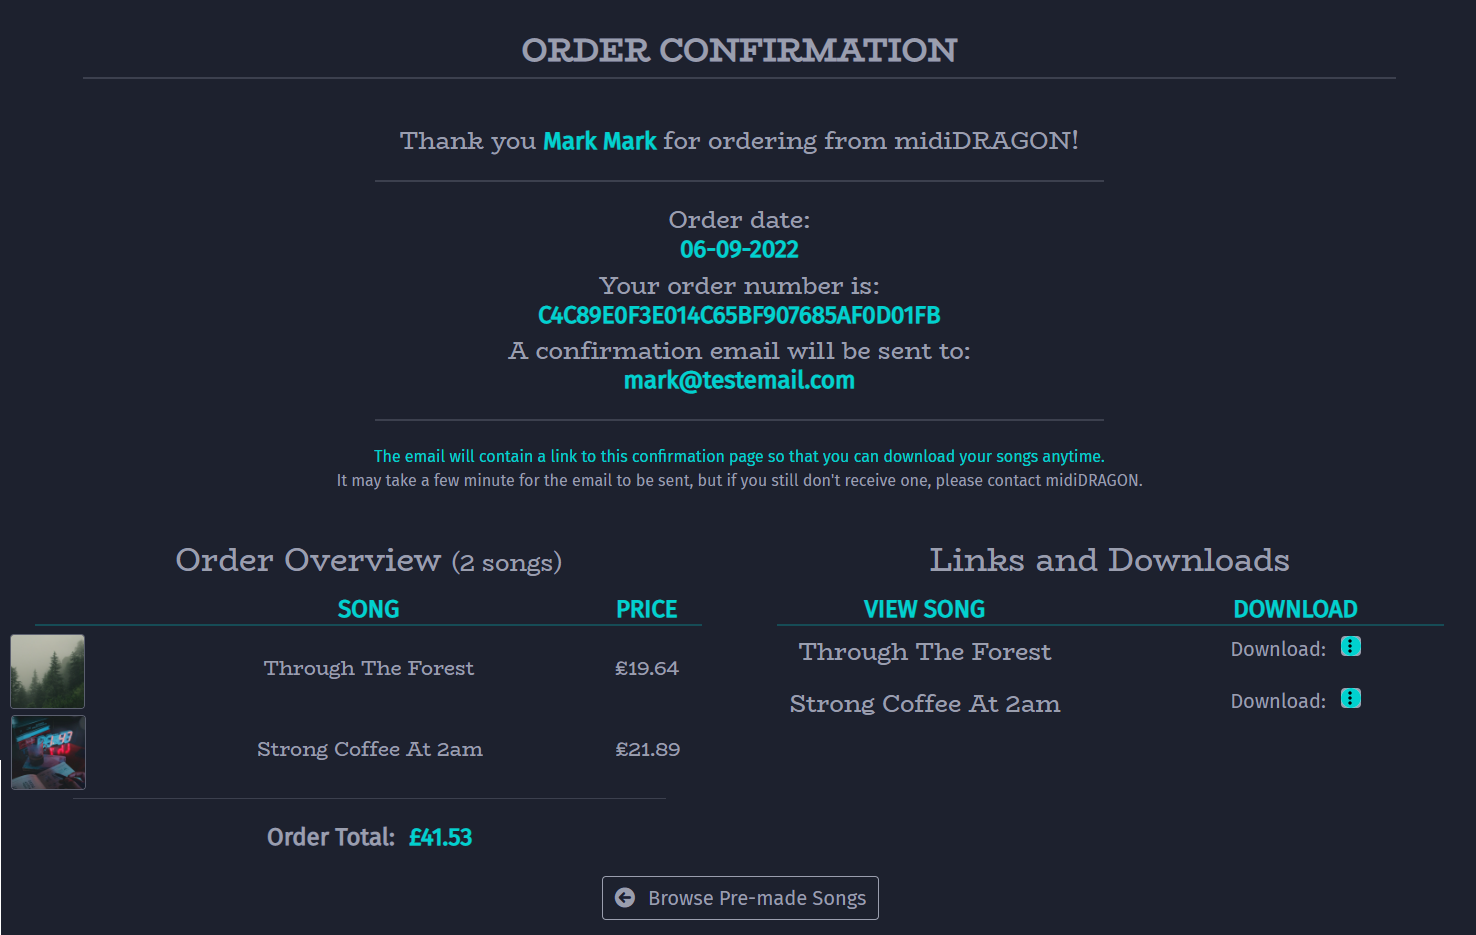 ORDER CONFIRMATION
Thank you Mark Mark for ordering from midiDRAGON!
Order date:
06-09-2022
Your order number is:
C4C89E0F3E014C65BF907685AF0D01FB
A confirmation email will be sent to:
mark@testemail.com
The email will contain a link to this confirmation page so that you can download your songs anytime.
It may take a few minute for the email to be sent, but if you still don't receive one, please contact midiDRAGON.
Order Overview (2 songs)
SONG PRICE
Through The Forest £19.64
Strong Coffee At 2am £21.89
Order Total: £41.53
Links and Downloads
VIEW SONG DOWNLOAD
Through The Forest Download:
Strong Coffee At 2am Download:
Browse Pre-made Songs